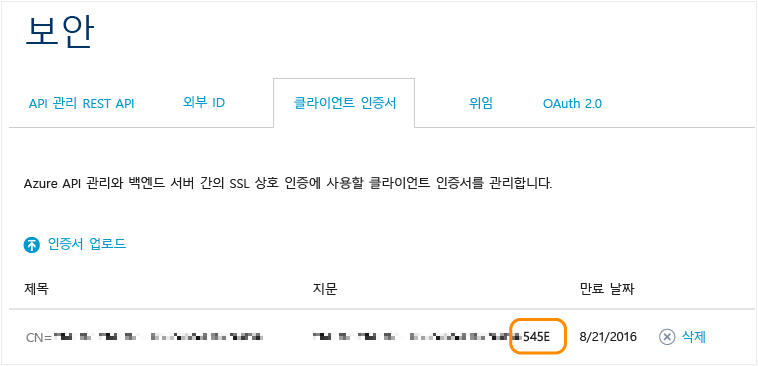 보안
API 관리 REST API 외부 ID 클라이언트 인증서 위임 OAuth 2.0
Azure API 관리와 백엔드 서버 간의 SSL 상호 인증에 사용할 클라이언트 인증서를 관리합니다.
인증서 업로드
제목 지문 만료 날짜
CN= 545E 8/21/2016 삭제